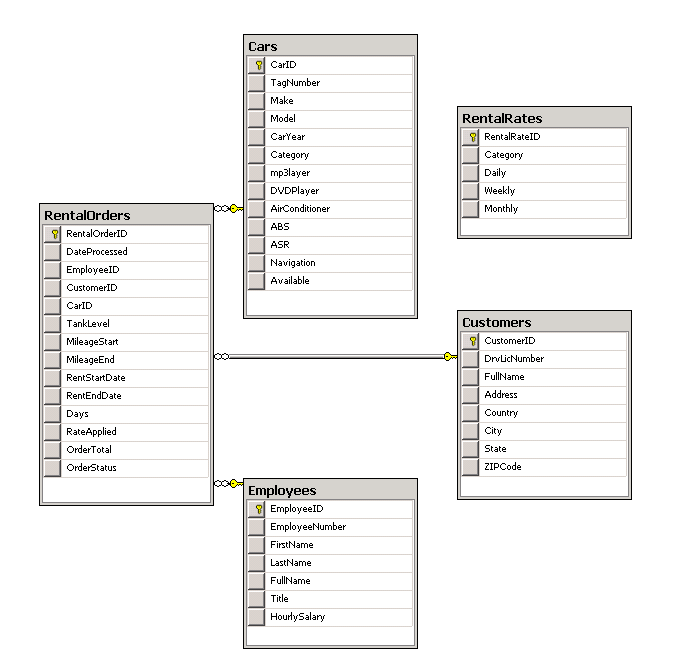 Cars
CarID
TagNumber
Make
Model
CarYear
Category
mp3layer
DVDPlayer
AirConditioner
ABS
ASR
Navigation
Available
RentalRates
RentalRateID
Category
Daily
Weekly
Monthly
RentalOrders
RentalOrderID
DateProcessed
EmployeeID
CustomerID
CarID
TankLevel
MileageStart
MileageEnd
RentStartDate
RentEndDate
Days
RateApplied
OrderTotal
OrderStatus
Customers
CustomerID
DrvLicNumber
FullName
Address
Country
City
State
ZIPCode
Employees
EmployeeID
EmployeeNumber
FirstName
LastName
FullName
Title
HourlySalary